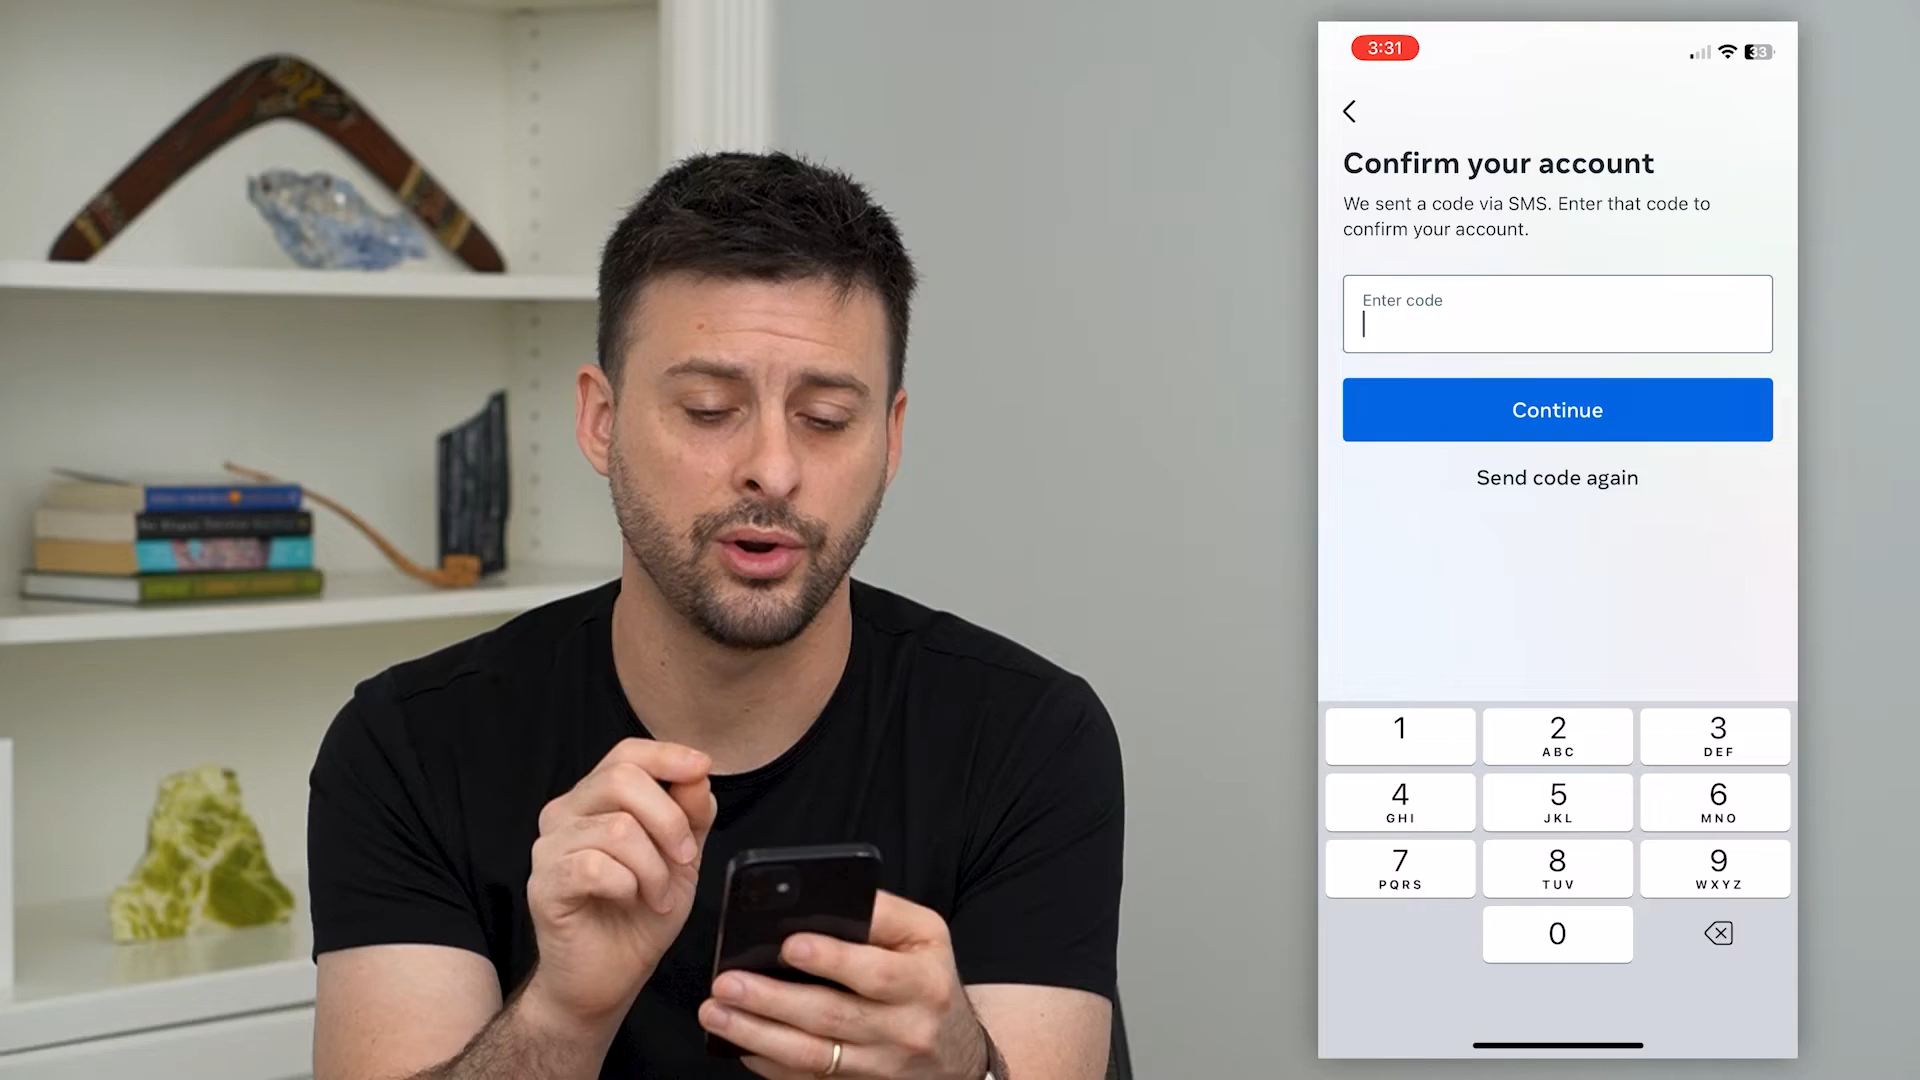 3:31
33
Confirm your account
We sent a code via SMS. Enter that code to
confirm your account.
Enter code
Continue
Send code again
1
2
ABC
3
DEF
4
GHI
5
JKL
6
MNO
7
PQRS
8
TUV
9
WXYZ
0